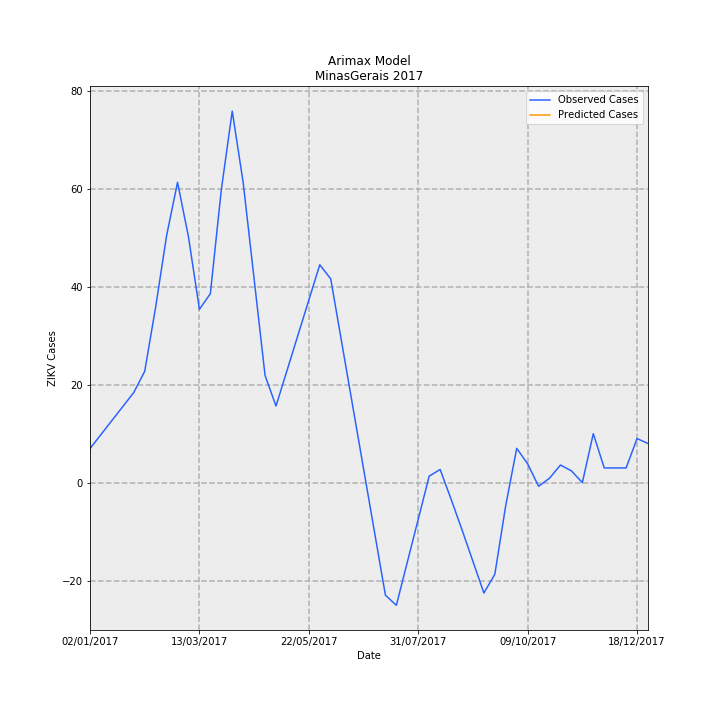 Arimax Model
MinasGerais 2017
Observed Cases
Predicted Cases
ZIKV Cases
80
60
40
20
0
−20
02/01/2017
13/03/2017
22/05/2017
31/07/2017
09/10/2017
18/12/2017
Date